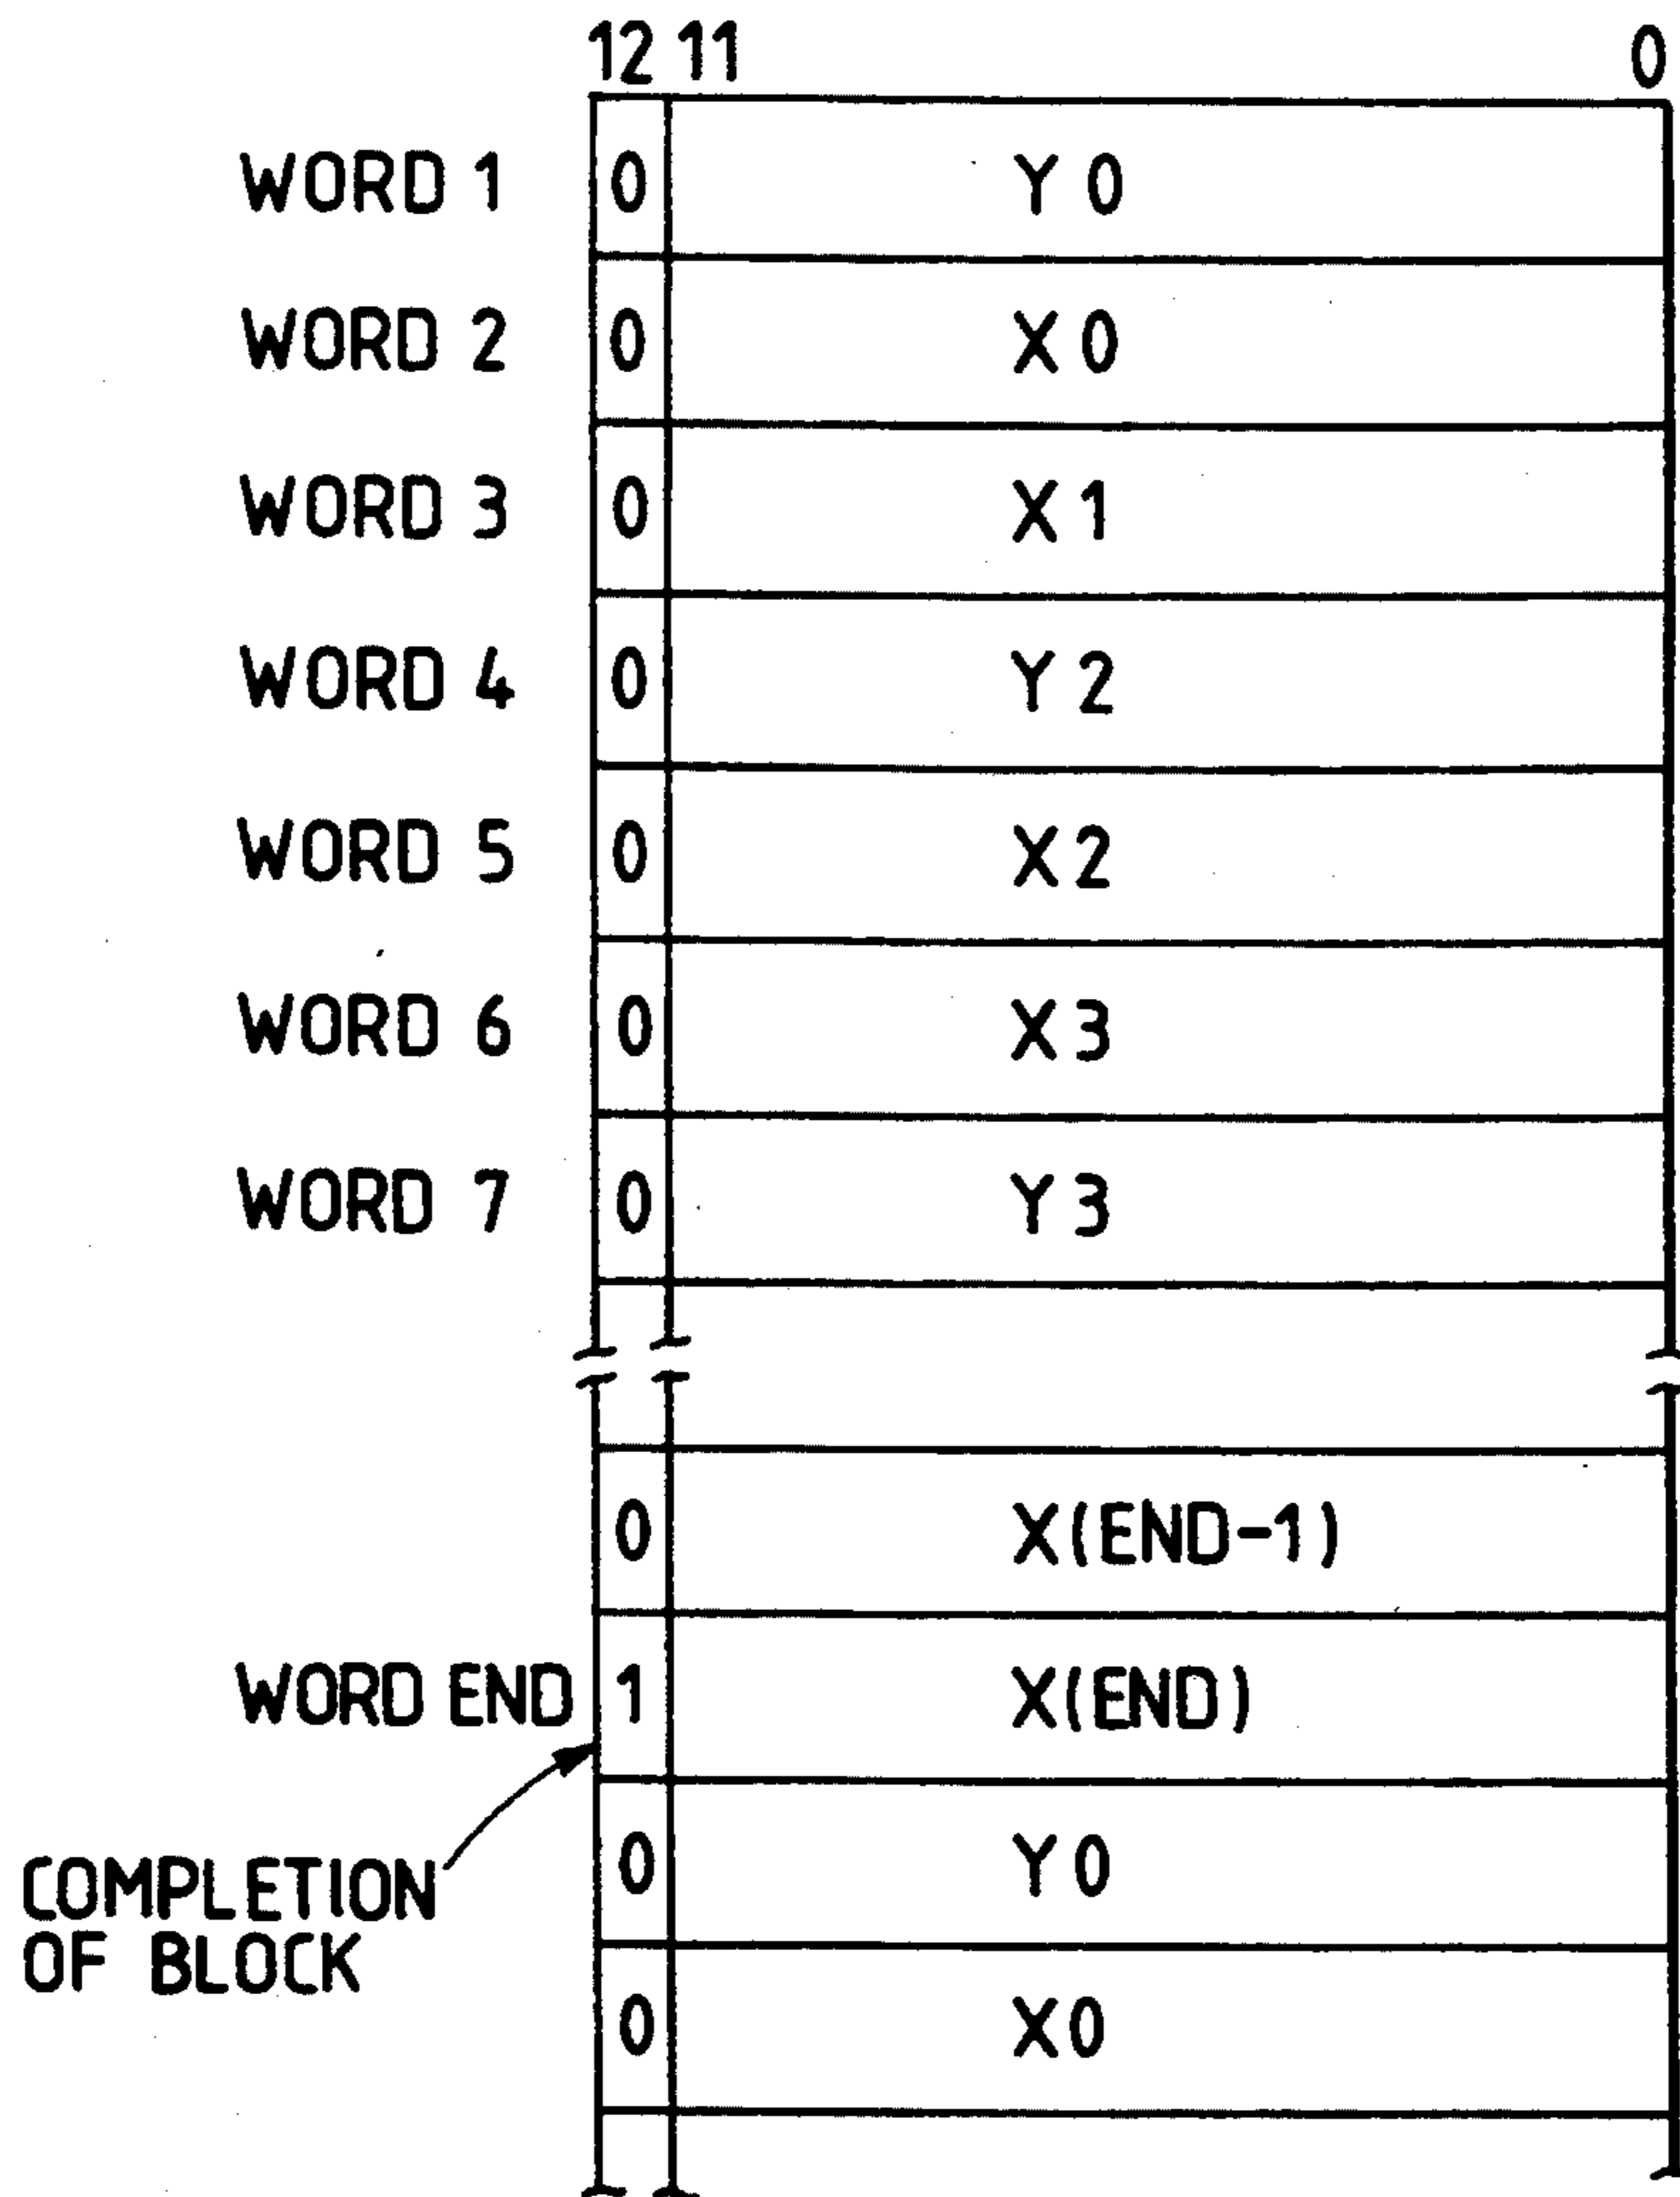 12 11 0
WORD 1 0 Y0
WORD 2 0 X0
WORD 3 0 X1
WORD 4 0 Y2
WORD 5 0 X2
WORD 6 0 X3
WORD 7 0 Y3
0 X(END-1)
WORD END 1 X(END)
0 Y0
COMPLETION
OF BLOCK
0 X0